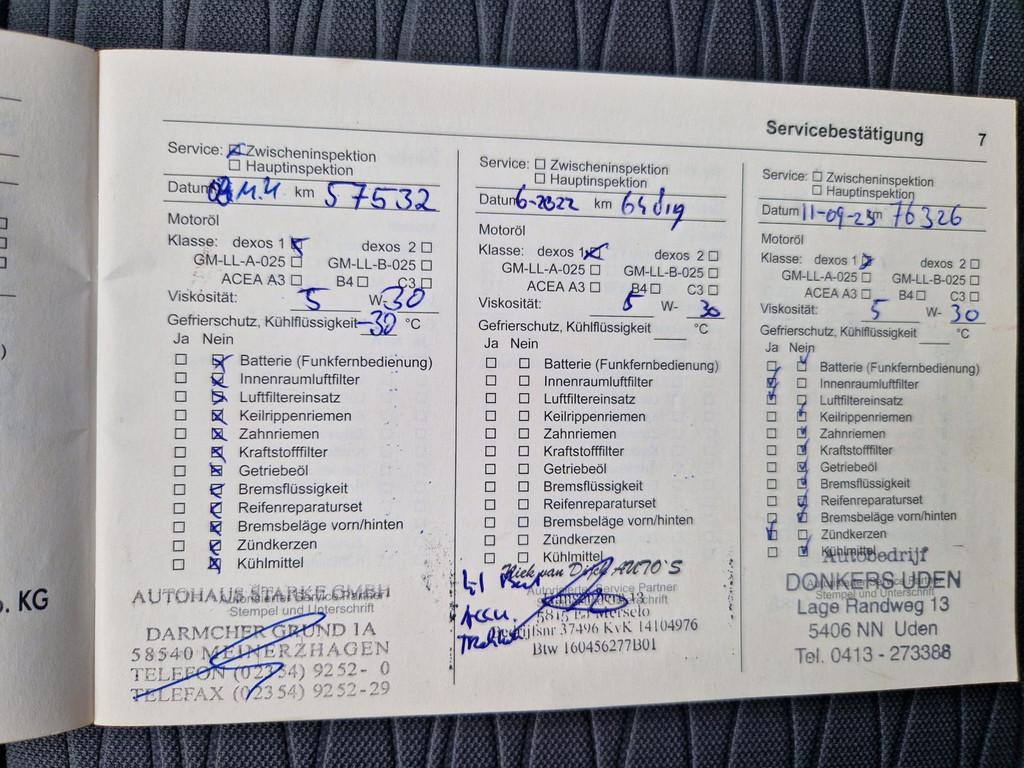 Servicebestätigung 7
Service: Zwischeninspektion
Hauptinspektion
Datum km 57532
Motoröl
Klasse: dexos 1 dexos 2
GM-LL-A-025 GM-LL-B-025
ACEA A3 B4 C3
Viskosität: 5 W-30
Gefrierschutz, Kühlflüssigkeit -30 °C
Ja Nein
Batterie (Funkfernbedienung)
Innenraumluftfilter
Luftfiltereinsatz
Keilrippenriemen
Zahnriemen
Kraftstofffilter
Getriebeöl
Bremsflüssigkeit
Reifenreparaturset
Bremsbeläge vorn/hinten
Zündkerzen
Kühlmittel
AUTOHAUS STARKE GMBH
Stempel und Unterschrift
DARMCHER GRUND 1A
58540 MEINERZHAGEN
TELEFON (02354) 9252- 0
TELEFAX (02354) 9252-29
Service: Zwischeninspektion
Hauptinspektion
Datum 6-2022 km
Motoröl
Klasse: dexos 1 dexos 2
GM-LL-A-025 GM-LL-B-025
ACEA A3 B4 C3
Viskosität: 5 W- 30
Gefrierschutz, Kühlflüssigkeit °C
Ja Nein
Batterie (Funkfernbedienung)
Innenraumluftfilter
Luftfiltereinsatz
Keilrippenriemen
Zahnriemen
Kraftstofffilter
Getriebeöl
Bremsflüssigkeit
Reifenreparaturset
Bremsbeläge vorn/hinten
Zündkerzen
Kühlmittel
AUTO'S
Autorisierter Service Partner
Merselo
37496 KvK 14104976
Btw 160456277B01
Service: Zwischeninspektion
Hauptinspektion
Datum 11-09-23 km 76326
Motoröl
Klasse: dexos 1 dexos 2
GM-LL-A-025 GM-LL-B-025
ACEA A3 B4 C3
Viskosität: 5 W- 30
Gefrierschutz, Kühlflüssigkeit °C
Ja Nein
Batterie (Funkfernbedienung)
Innenraumluftfilter
Luftfiltereinsatz
Keilrippenriemen
Zahnriemen
Kraftstofffilter
Getriebeöl
Bremsflüssigkeit
Reifenreparaturset
Bremsbeläge vorn/hinten
Zündkerzen
Kühlmittel
Autobedrijf
DONKERS UDEN
Stempel und Unterschrift
Lage Randweg 13
5406 NN Uden
Tel. 0413 - 273388
KG